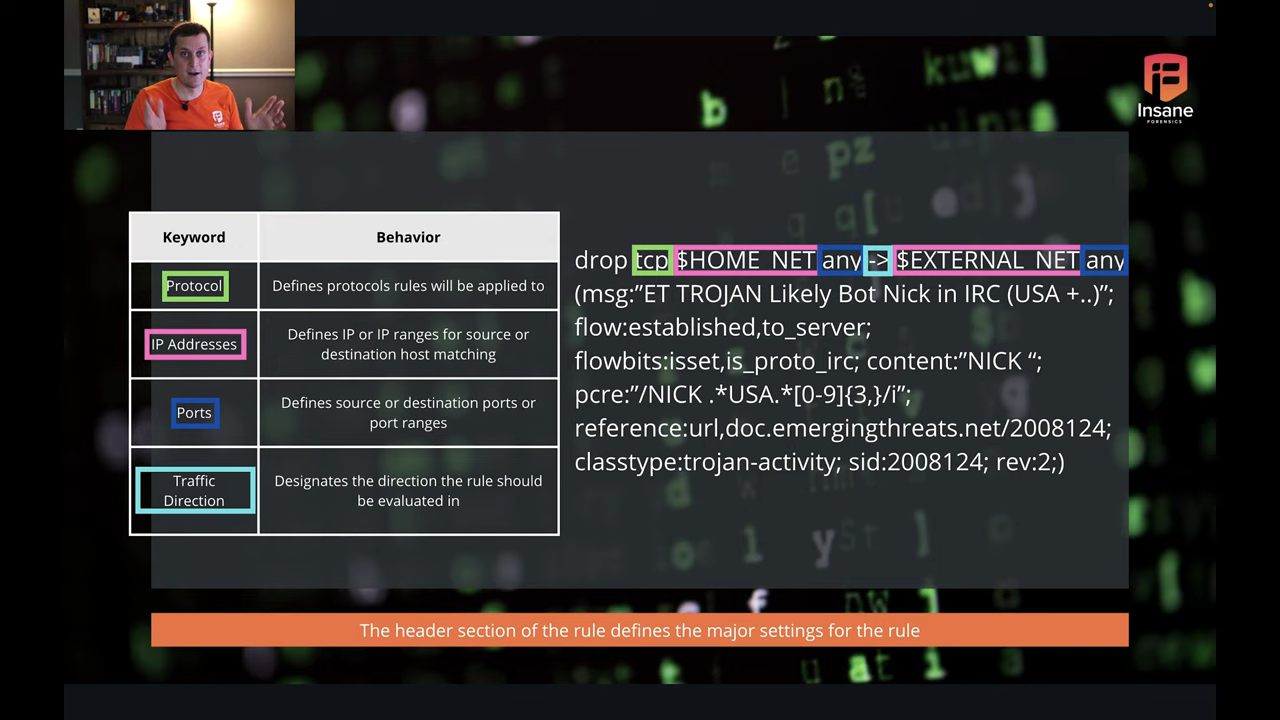 Insane
FORENSICS
Keyword
Behavior
Protocol
Defines protocols rules will be applied to
IP Addresses
Defines IP or IP ranges for source or
destination host matching
Ports
Defines source or destination ports or
port ranges
Traffic
Direction
Designates the direction the rule should
be evaluated in
drop tcp $HOME_NET any -> $EXTERNAL_NET any
(msg:”ET TROJAN Likely Bot Nick in IRC (USA +..)”;
flow:established,to_server;
flowbits:isset,is_proto_irc; content:”NICK “;
pcre:”/NICK .*USA.*[0-9]{3,}/i”;
reference:url,doc.emergingthreats.net/2008124;
classtype:trojan-activity; sid:2008124; rev:2;)
The header section of the rule defines the major settings for the rule